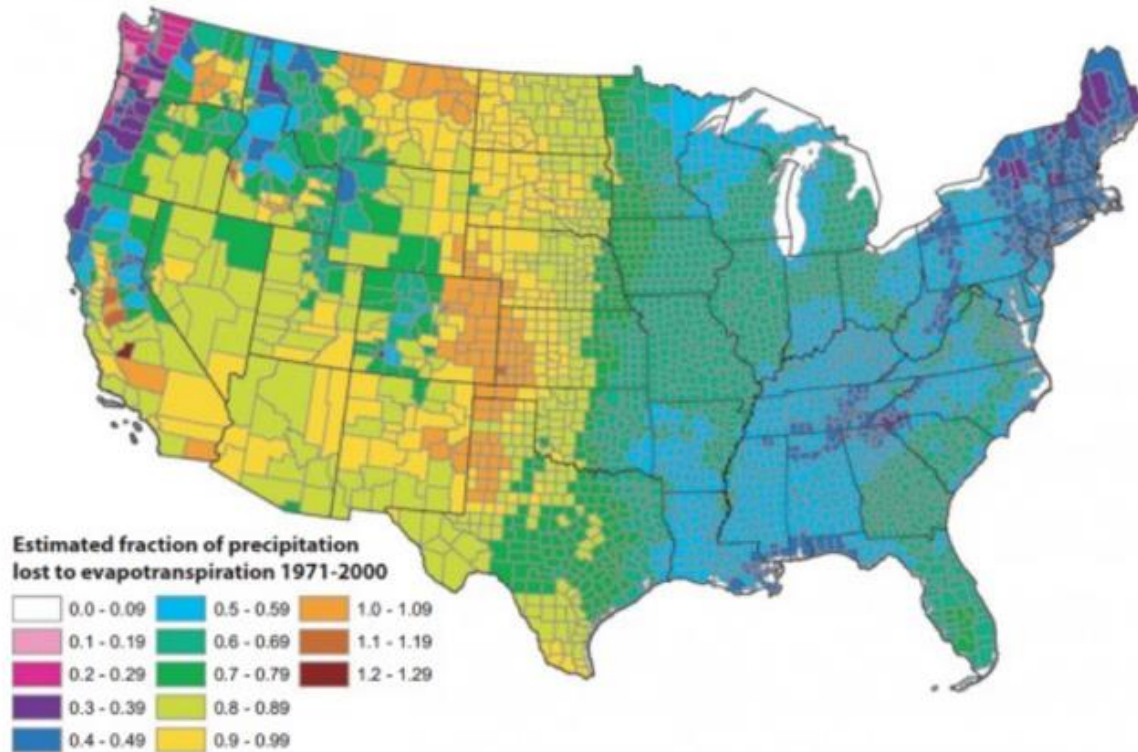 Estimated fraction of precipitation
lost to evapotranspiration 1971-2000
0.0 - 0.09
0.1 - 0.19
0.2 - 0.29
0.3 - 0.39
0.4 - 0.49
0.5 - 0.59
0.6 - 0.69
0.7 - 0.79
0.8 - 0.89
0.9 - 0.99
1.0 - 1.09
1.1 - 1.19
1.2 - 1.29